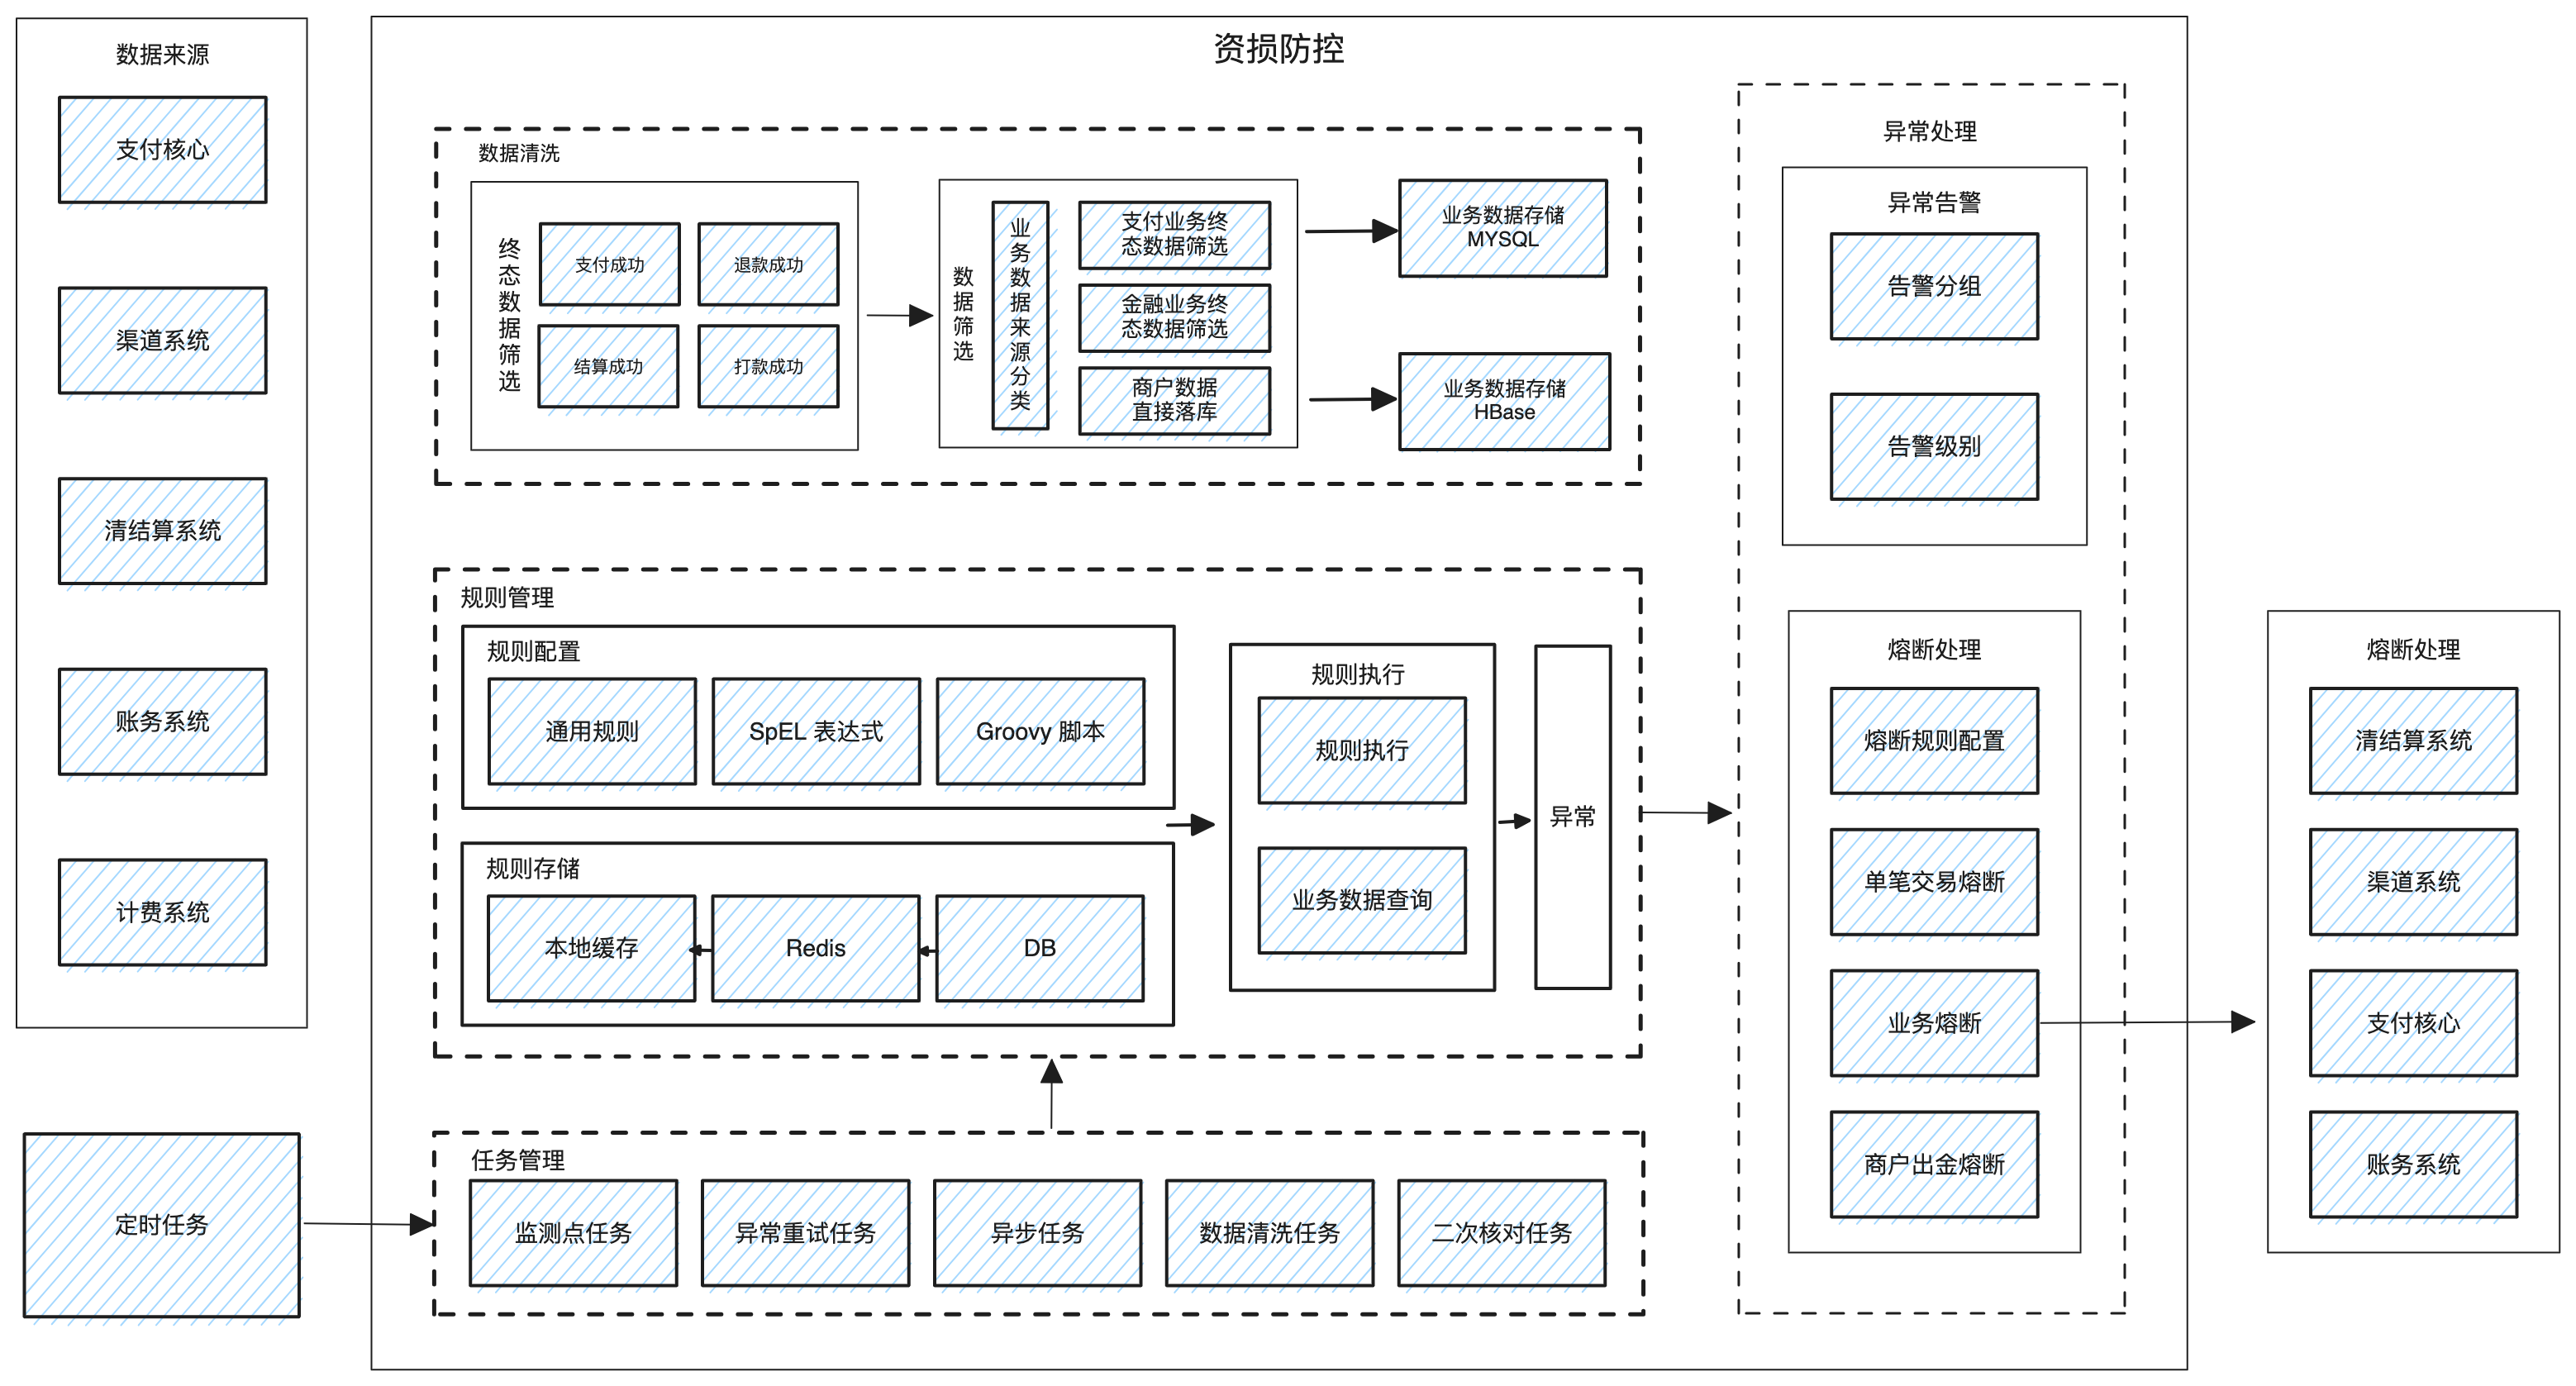 资损防控
数据来源
支付核心
渠道系统
清结算系统
账务系统
计费系统
定时任务
数据清洗
终态数据筛选
支付成功
退款成功
结算成功
打款成功
数据筛选
业务数据来源分类
支付业务终
态数据筛选
金融业务终
态数据筛选
商户数据
直接落库
业务数据存储
MYSQL
业务数据存储
HBase
规则管理
规则配置
通用规则
SpEL 表达式
Groovy 脚本
规则存储
本地缓存
Redis
DB
规则执行
规则执行
业务数据查询
异常
任务管理
监测点任务
异常重试任务
异步任务
数据清洗任务
二次核对任务
异常处理
异常告警
告警分组
告警级别
熔断处理
熔断规则配置
单笔交易熔断
业务熔断
商户出金熔断
熔断处理
清结算系统
渠道系统
支付核心
账务系统